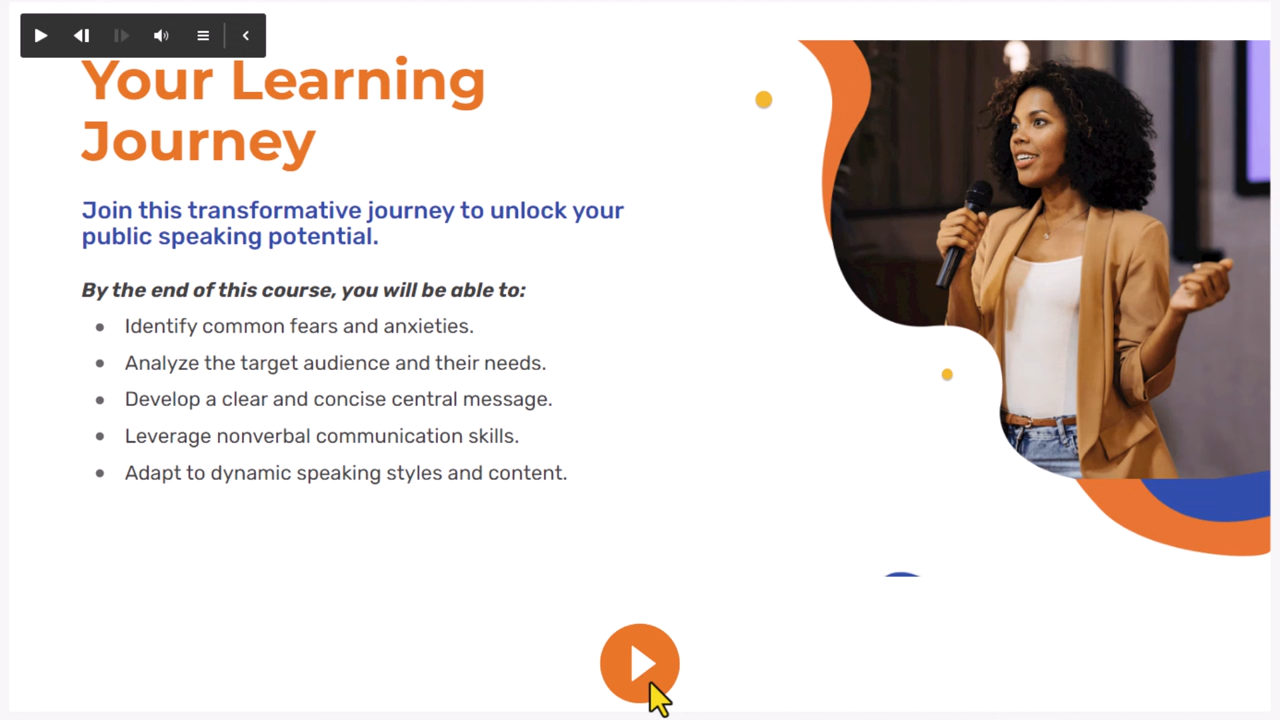 Your Learning
Journey
Join this transformative journey to unlock your
public speaking potential.
By the end of this course, you will be able to:
Identify common fears and anxieties.
Analyze the target audience and their needs.
Develop a clear and concise central message.
Leverage nonverbal communication skills.
Adapt to dynamic speaking styles and content.